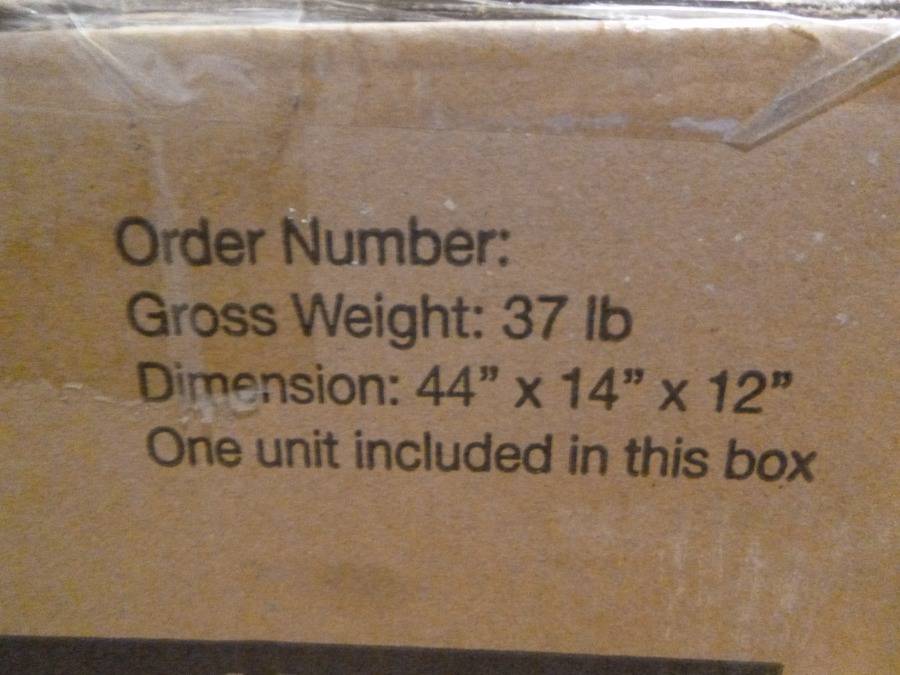 Order Number:
Gross Weight: 37 lb
Dimension: 44” x 14” x 12”
One unit included in this box